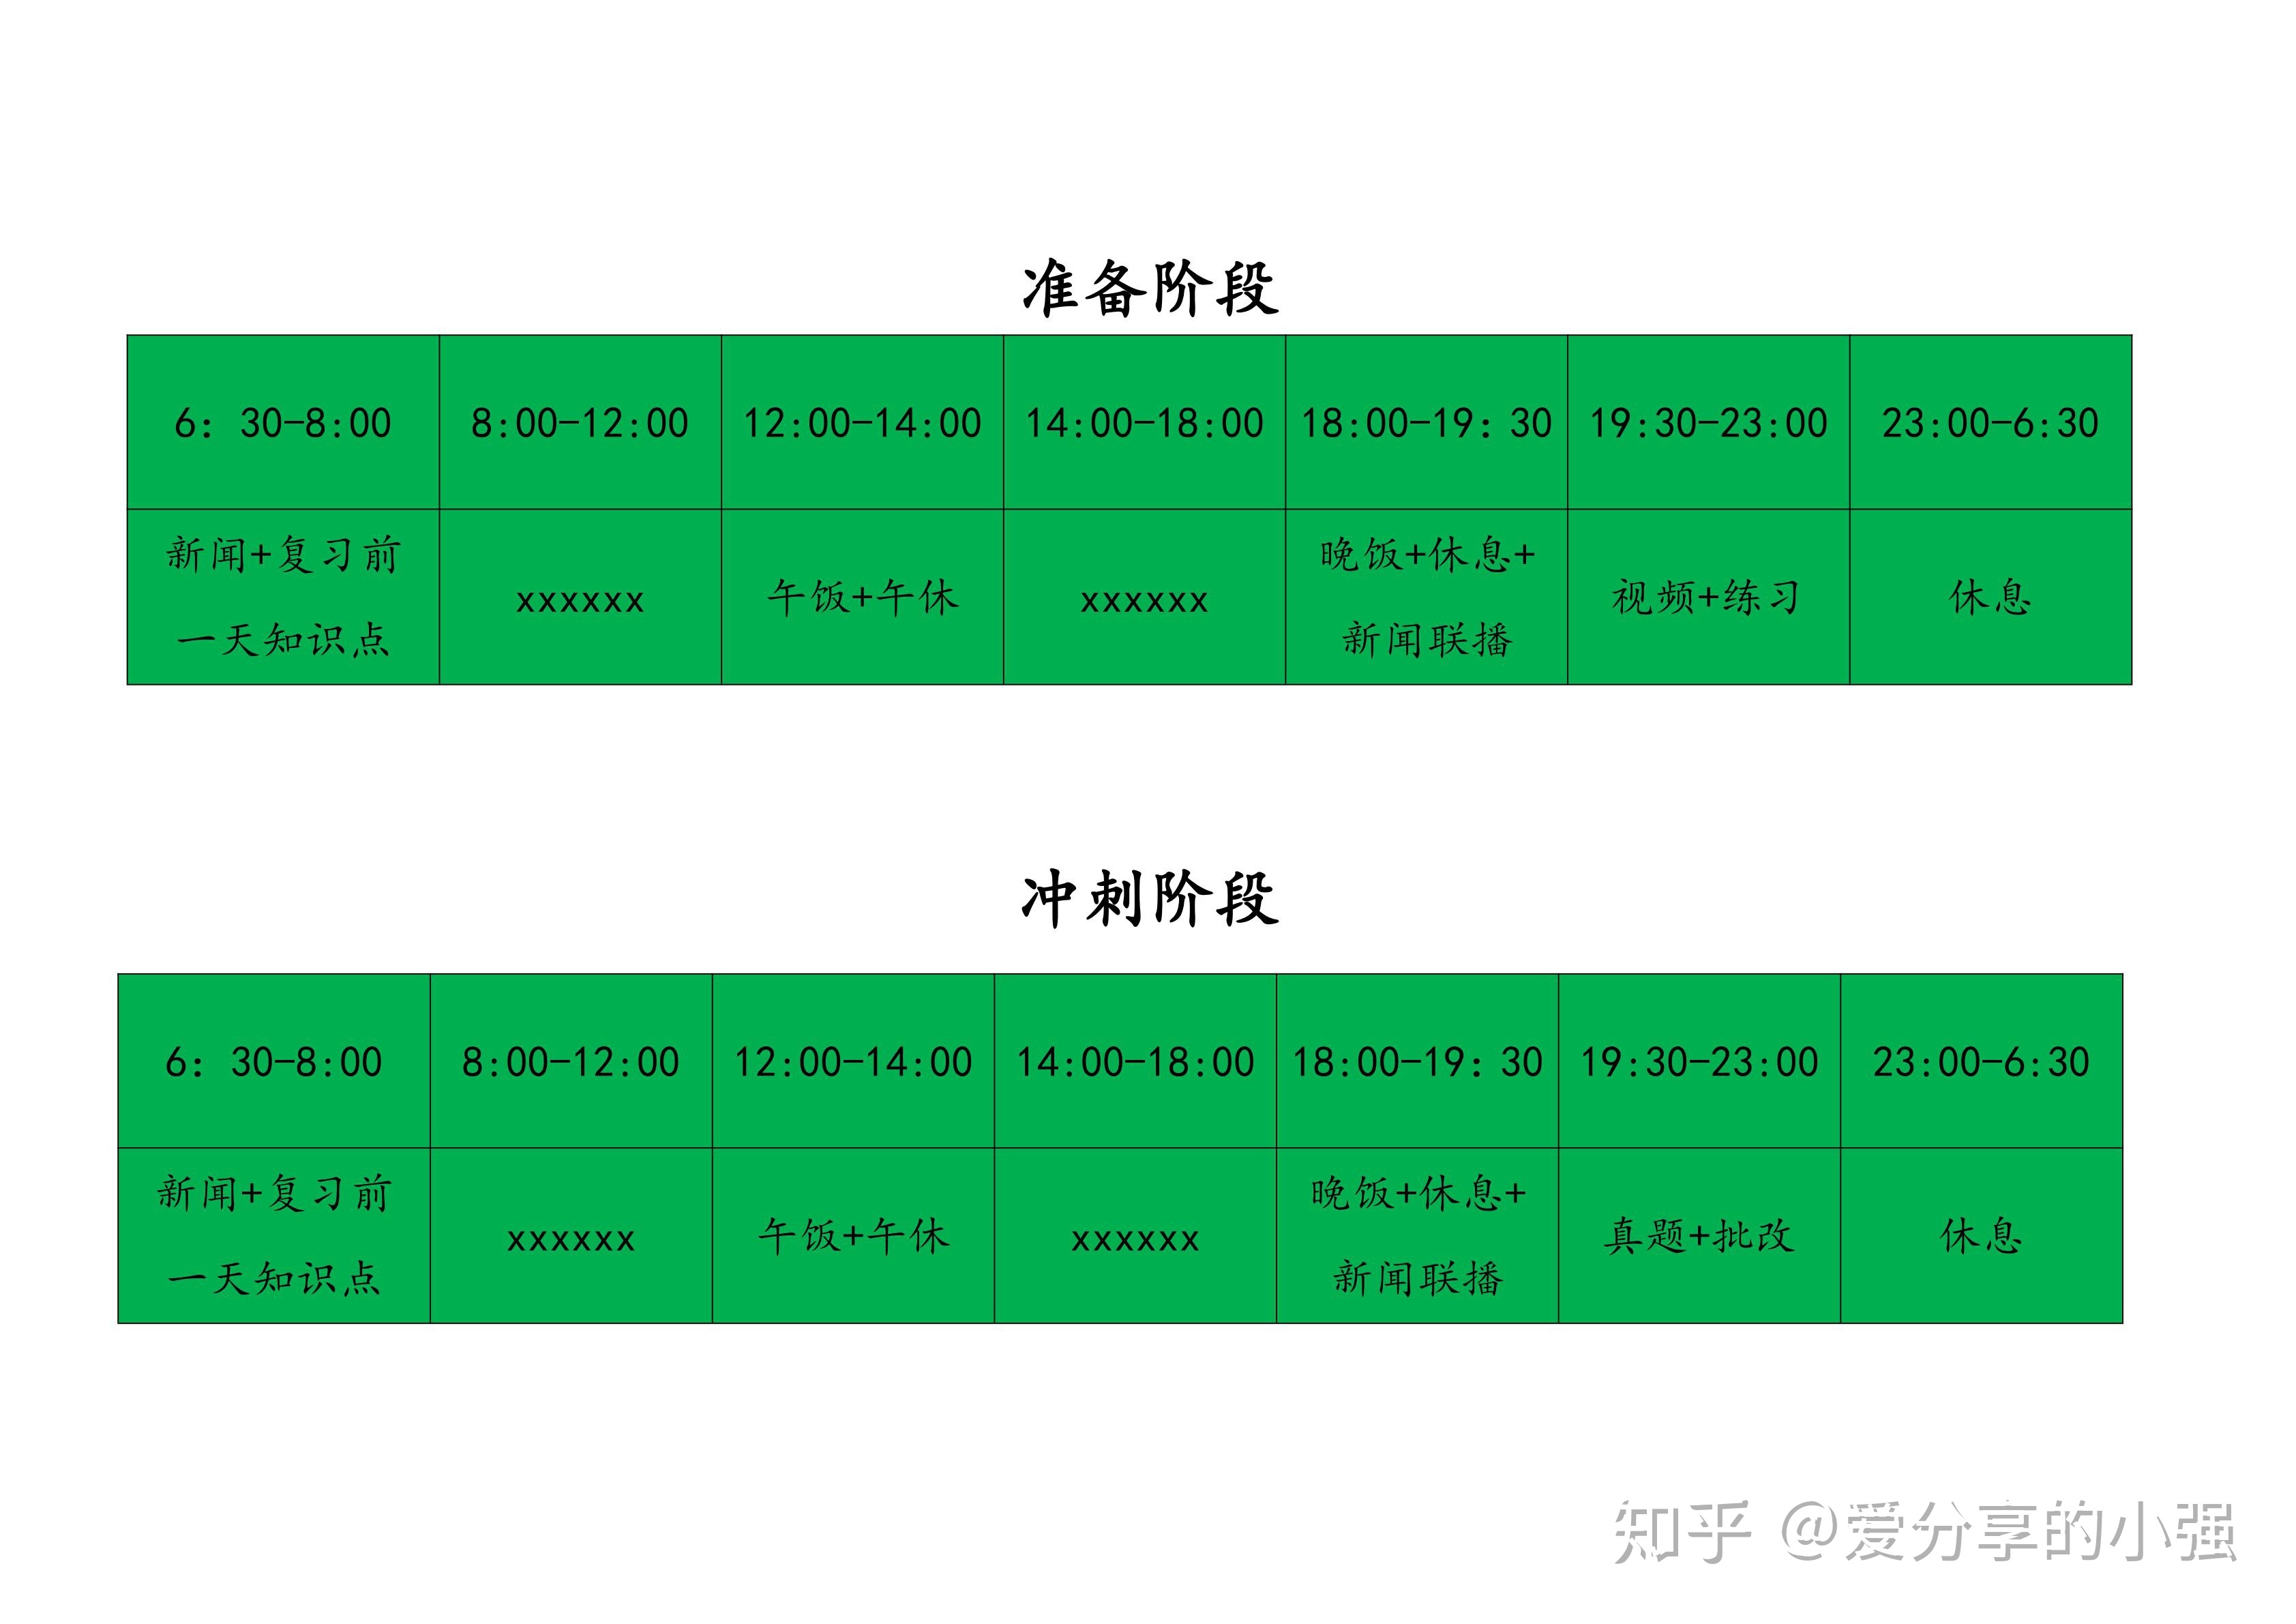 准备阶段
6：30-8:00 8:00-12:00 12:00-14:00 14:00-18:00 18:00-19：30 19:30-23:00 23:00-6:30
新闻+复习前
一天知识点
xxxxxx
午饭+午休
xxxxxx
晚饭+休息+
新闻联播
视频+练习
休息
冲刺阶段
6：30-8:00 8:00-12:00 12:00-14:00 14:00-18:00 18:00-19：30 19:30-23:00 23:00-6:30
新闻+复习前
一天知识点
xxxxxx
午饭+午休
xxxxxx
晚饭+休息+
新闻联播
真题+批改
休息
知乎 @爱分享的小强